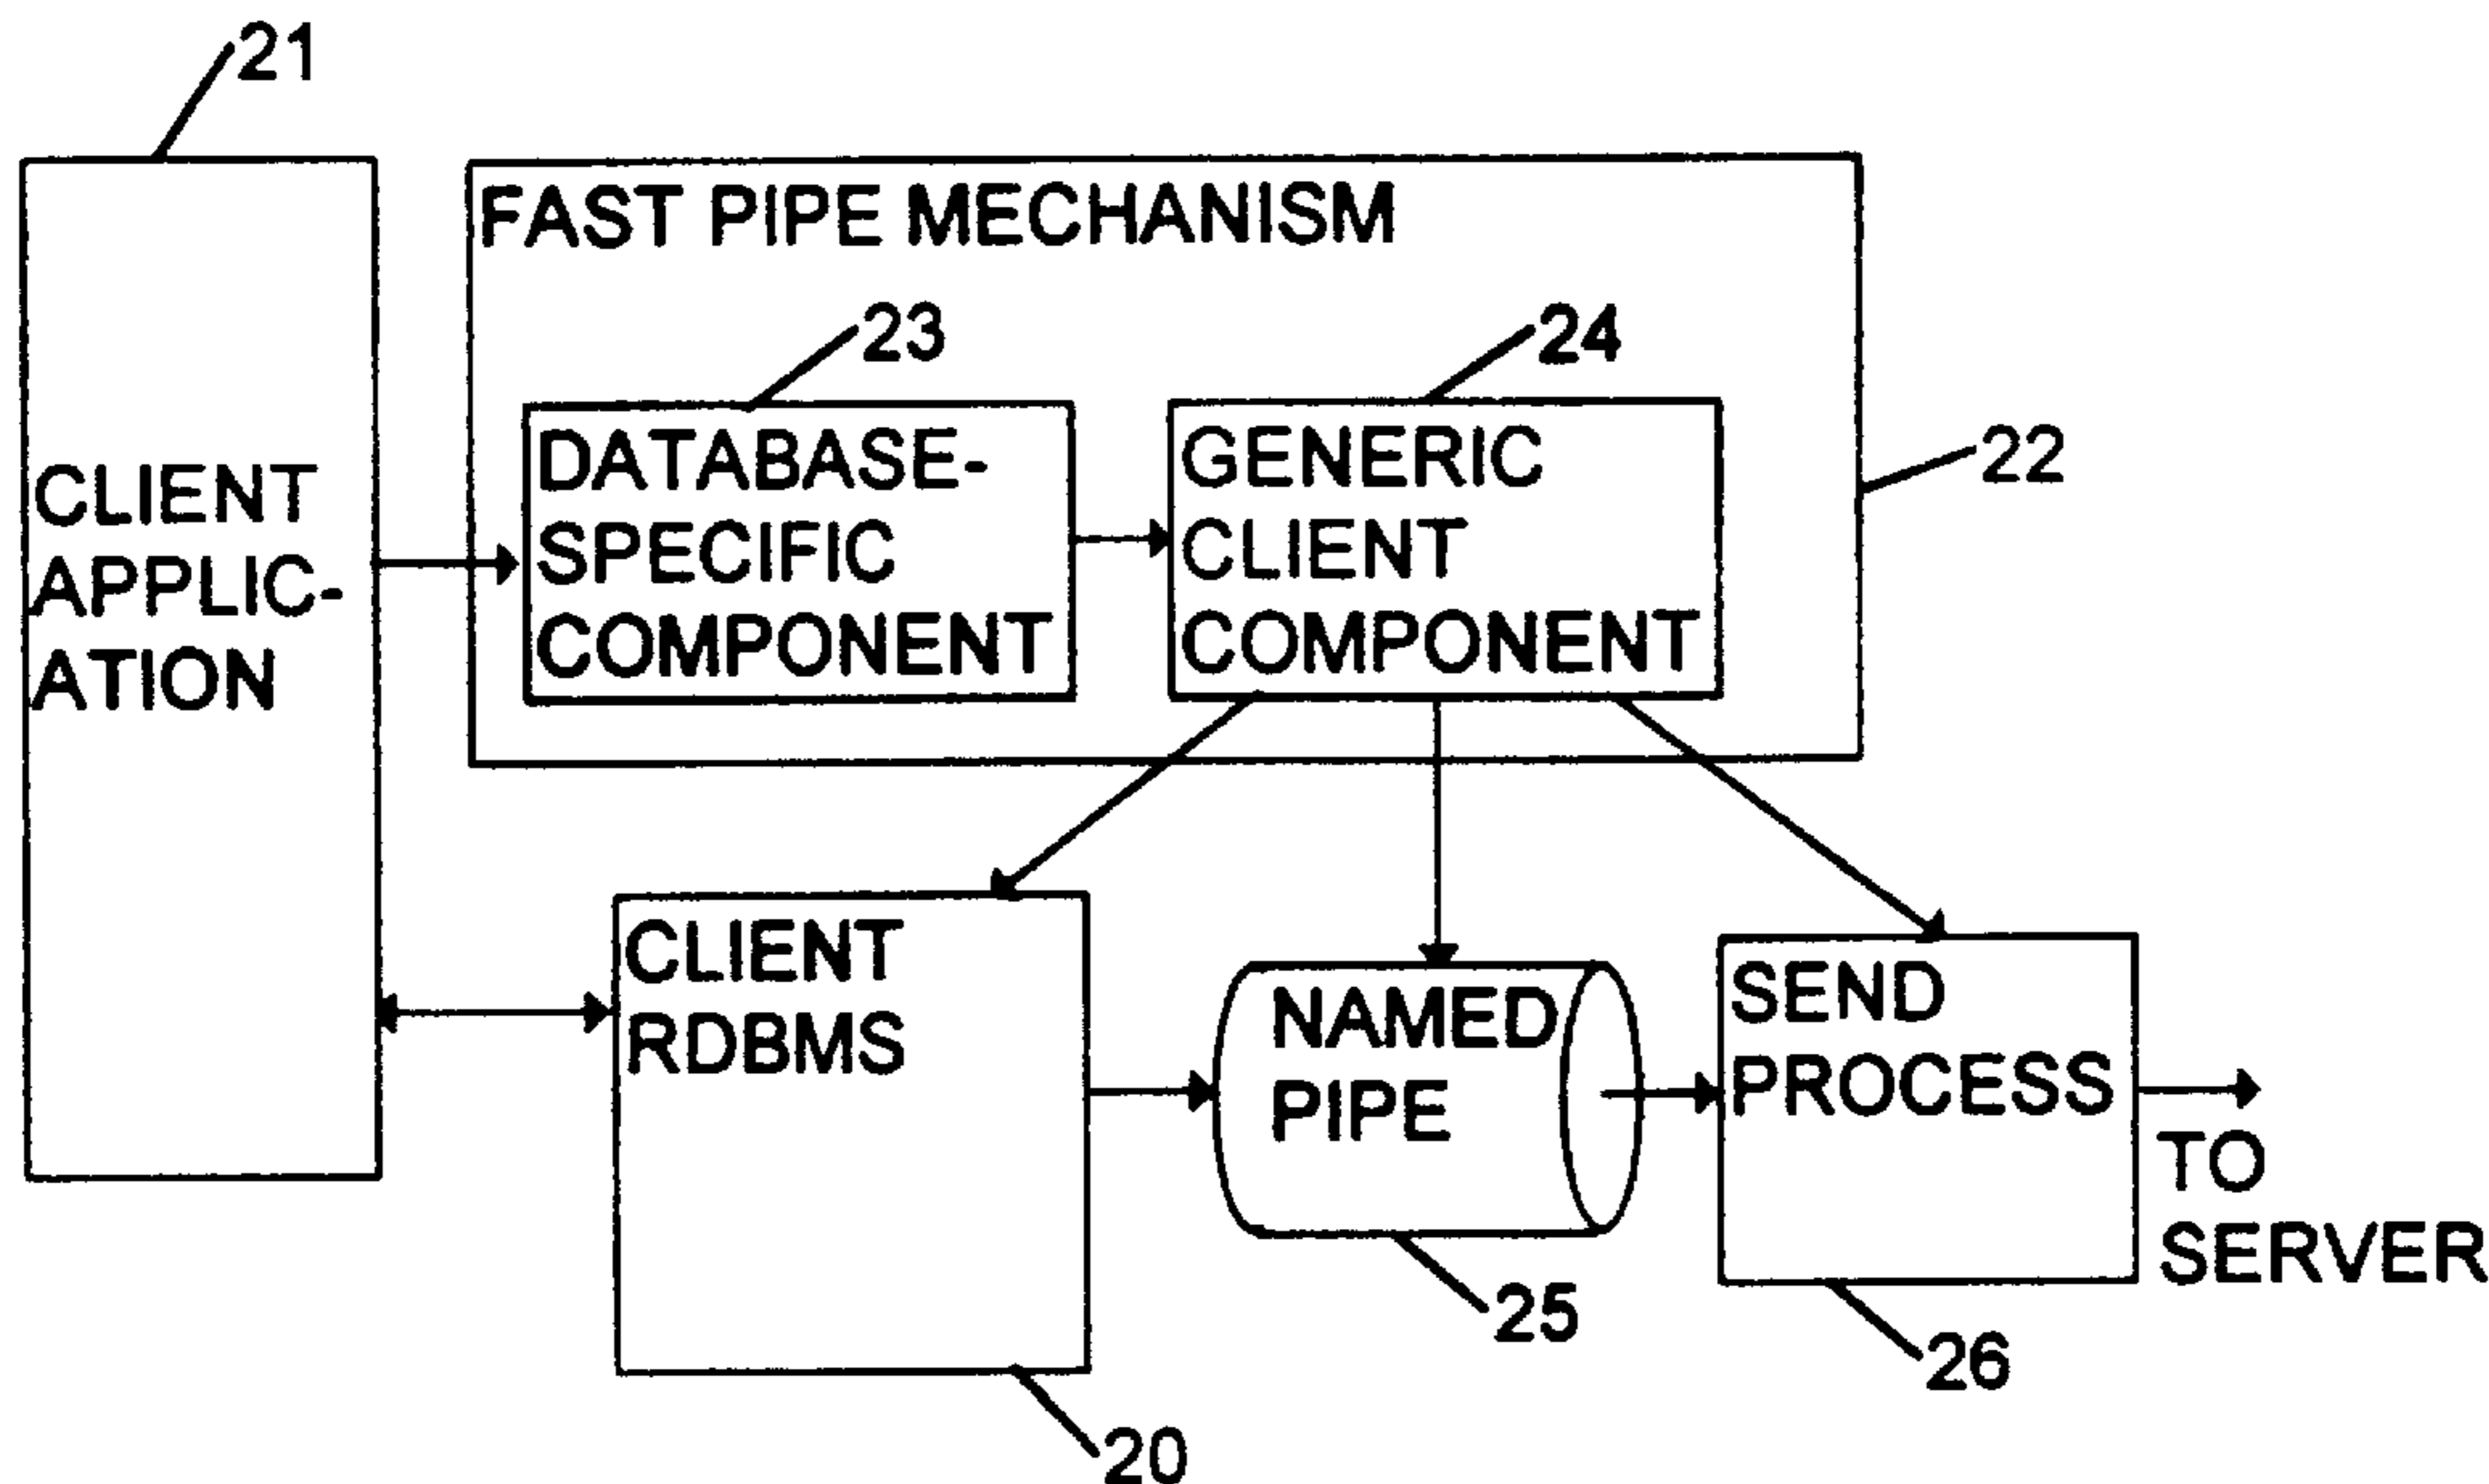 21
FAST PIPE MECHANISM
23
24
DATABASE-
SPECIFIC
COMPONENT
GENERIC
CLIENT
COMPONENT
22
CLIENT
APPLIC-
ATION
CLIENT
RDBMS
NAMED
PIPE
SEND
PROCESS
TO
SERVER
25
26
20